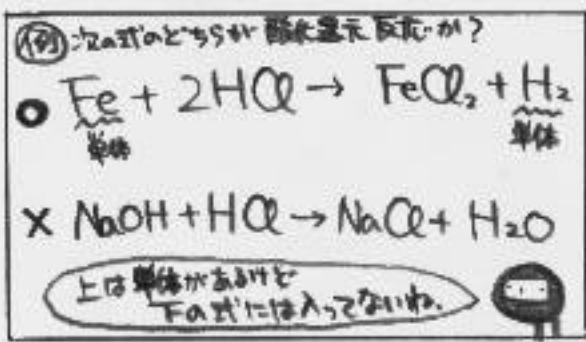 例 次の式のどちらが酸化還元反応か？
○ Fe + 2HCl → FeCl₂ + H₂
単体 単体
× NaOH + HCl → NaCl + H₂O
上は単体があるけど
下の式には入ってないね。